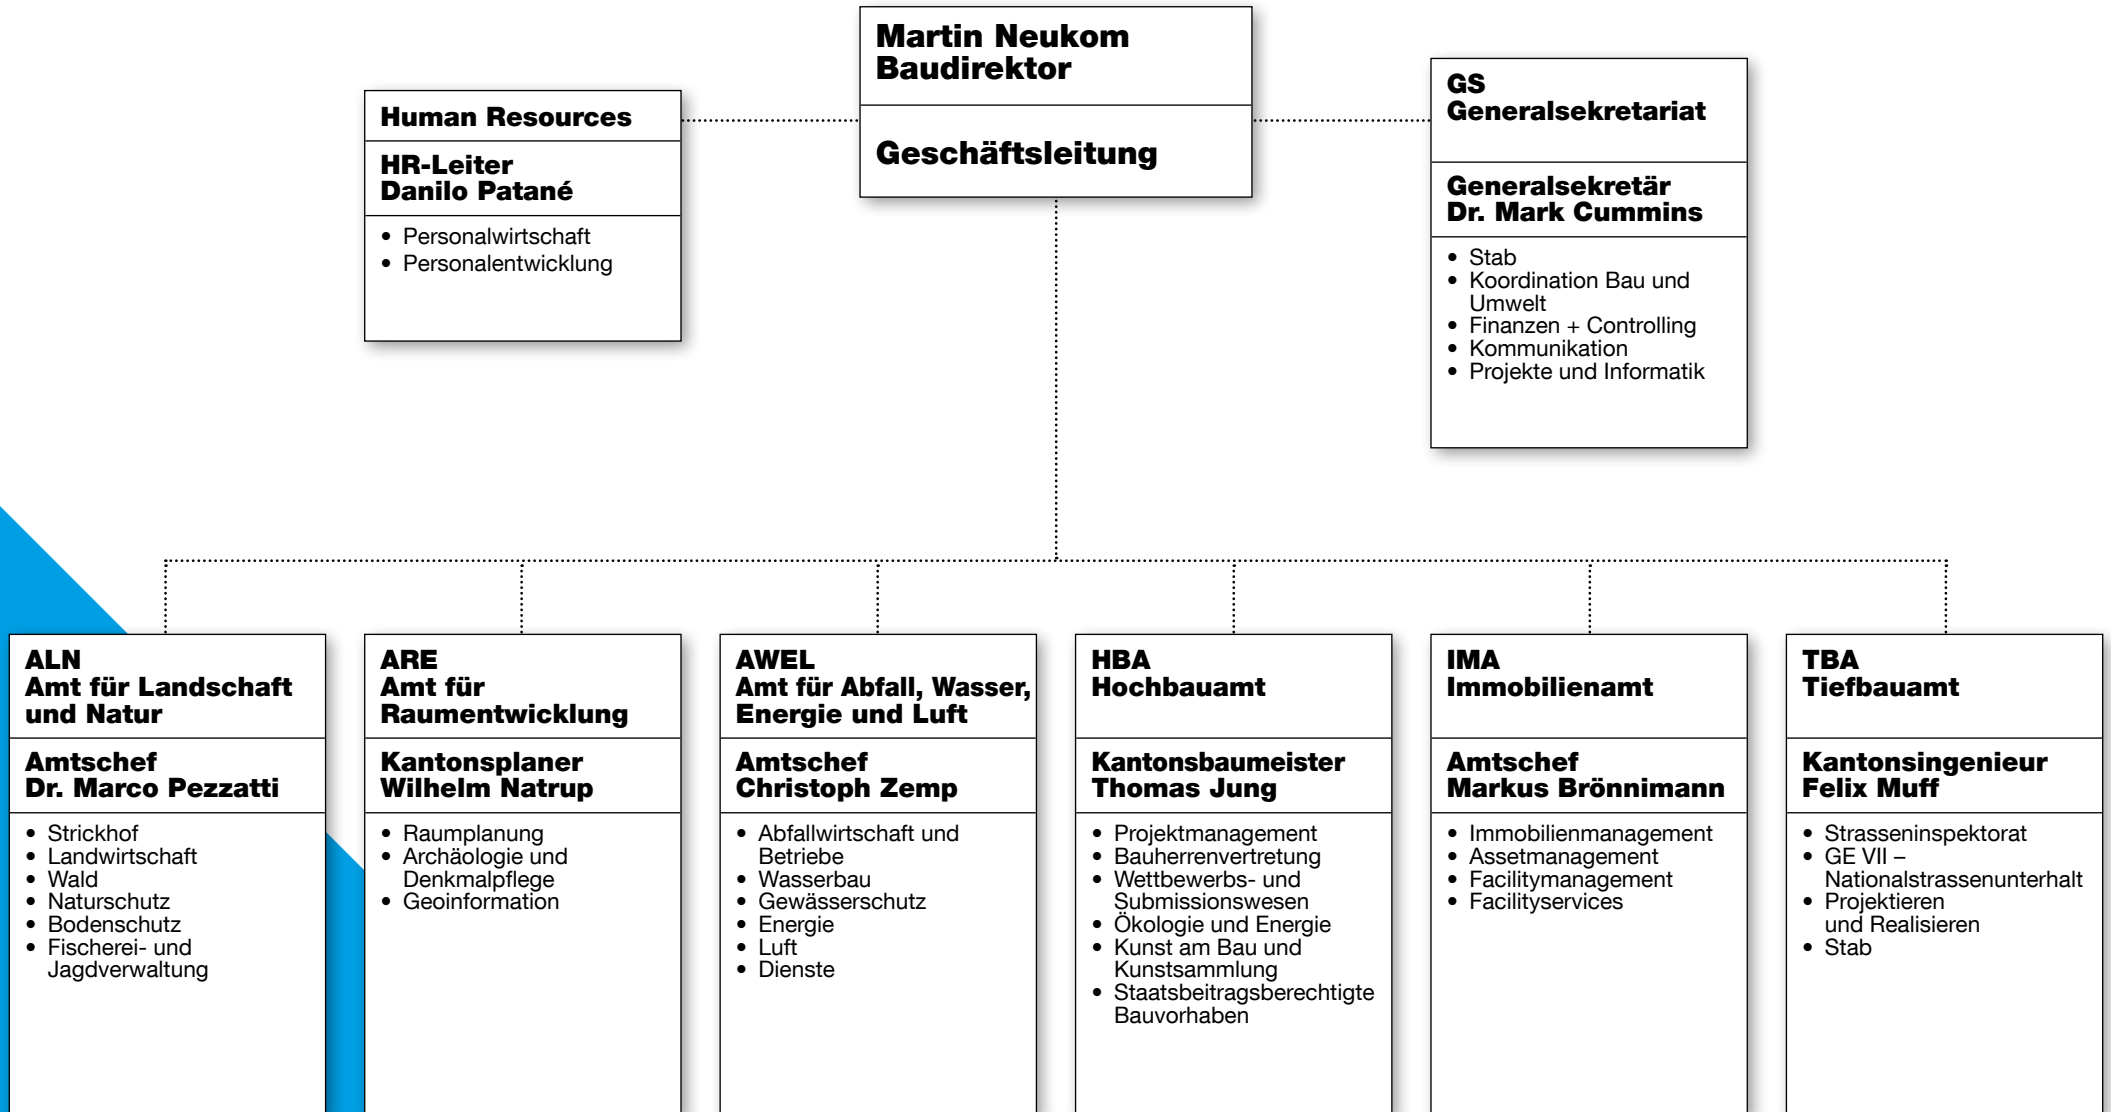 Martin Neukom
Baudirektor
Geschäftsleitung
Human Resources
HR-Leiter
Danilo Patané
• Personalwirtschaft
• Personalentwicklung
GS
Generalsekretariat
Generalsekretär
Dr. Mark Cummins
• Stab
• Koordination Bau und
Umwelt
• Finanzen + Controlling
• Kommunikation
• Projekte und Informatik
ALN
Amt für Landschaft
und Natur
Amtschef
Dr. Marco Pezzatti
• Strickhof
• Landwirtschaft
• Wald
• Naturschutz
• Bodenschutz
• Fischerei- und
Jagdverwaltung
ARE
Amt für
Raumentwicklung
Kantonsplaner
Wilhelm Natrup
• Raumplanung
• Archäologie und
Denkmalpflege
• Geoinformation
AWEL
Amt für Abfall, Wasser,
Energie und Luft
Amtschef
Christoph Zemp
• Abfallwirtschaft und
Betriebe
• Wasserbau
• Gewässerschutz
• Energie
• Luft
• Dienste
HBA
Hochbauamt
Kantonsbaumeister
Thomas Jung
• Projektmanagement
• Bauherrenvertretung
• Wettbewerbs- und
Submissionswesen
• Ökologie und Energie
• Kunst am Bau und
Kunstsammlung
• Staatsbeitragsberechtigte
Bauvorhaben
IMA
Immobilienamt
Amtschef
Markus Brönnimann
• Immobilienmanagement
• Assetmanagement
• Facilitymanagement
• Facilityservices
TBA
Tiefbauamt
Kantonsingenieur
Felix Muff
• Strasseninspektorat
• GE VII –
Nationalstrassenunterhalt
• Projektieren
und Realisieren
• Stab